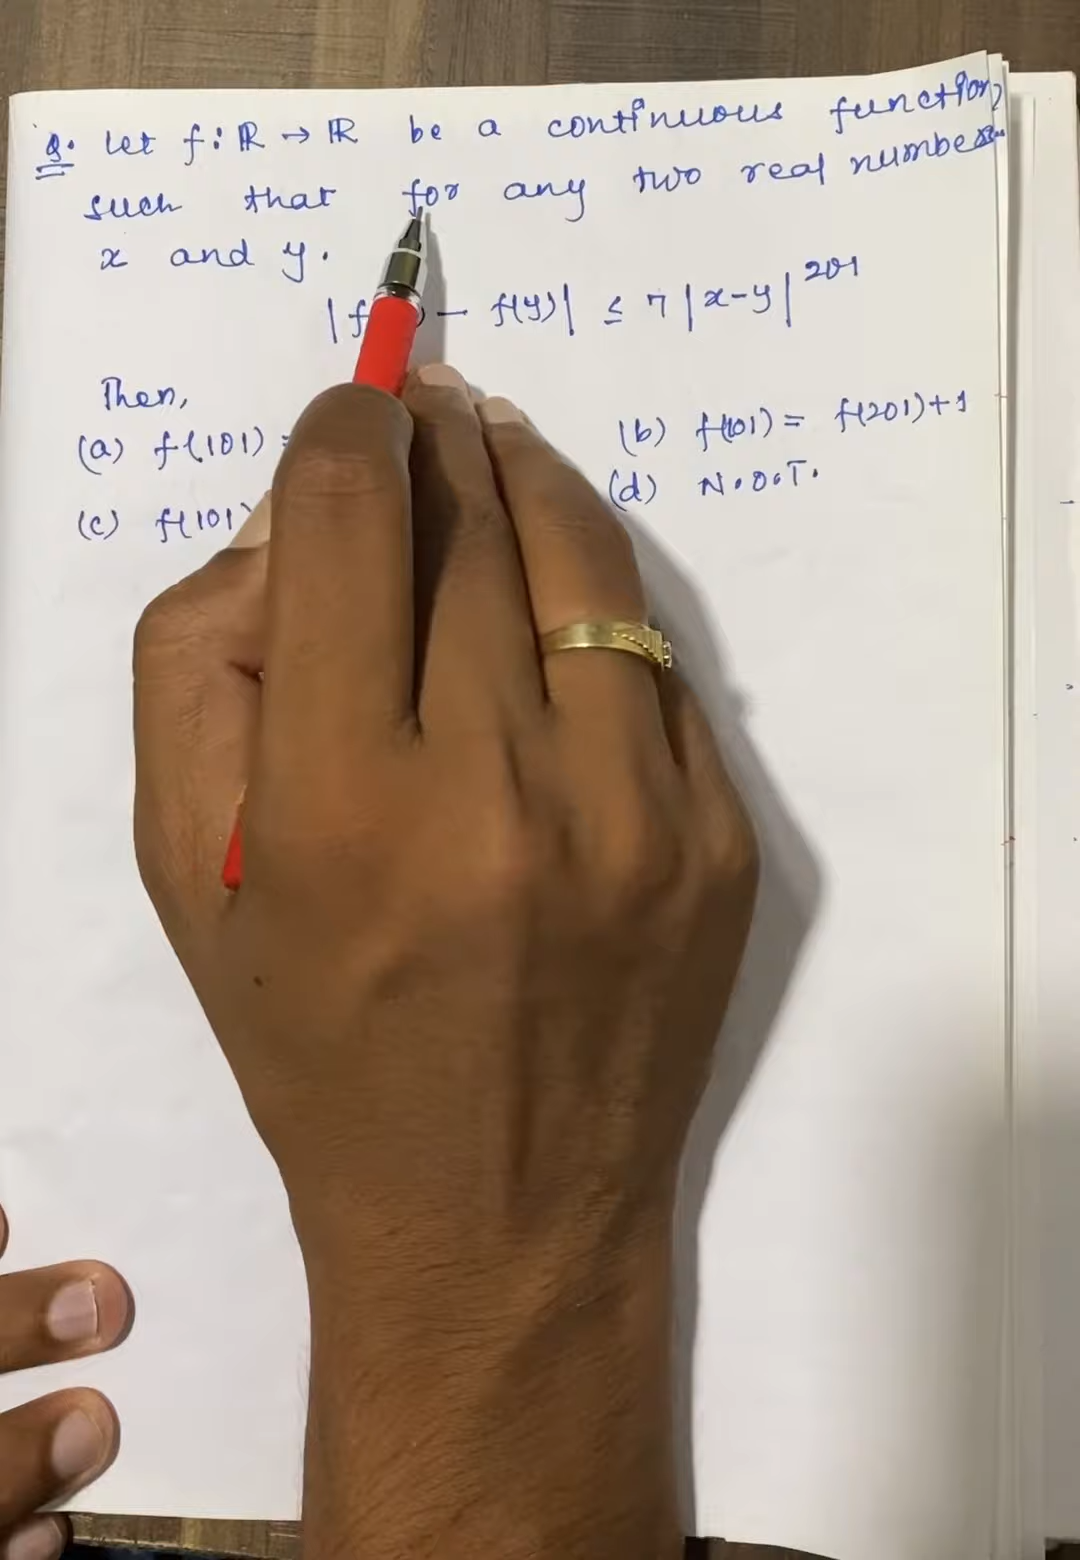 Q. Let f: ℝ → ℝ be a continuous function,
such that for any two real numbers
x and y.
|f - f(y)| ≤ 7 |x-y|^201
Then,
(a) f(101) = (b) f(101) = f(201)+1
(c) f(101) (d) N.O.T.